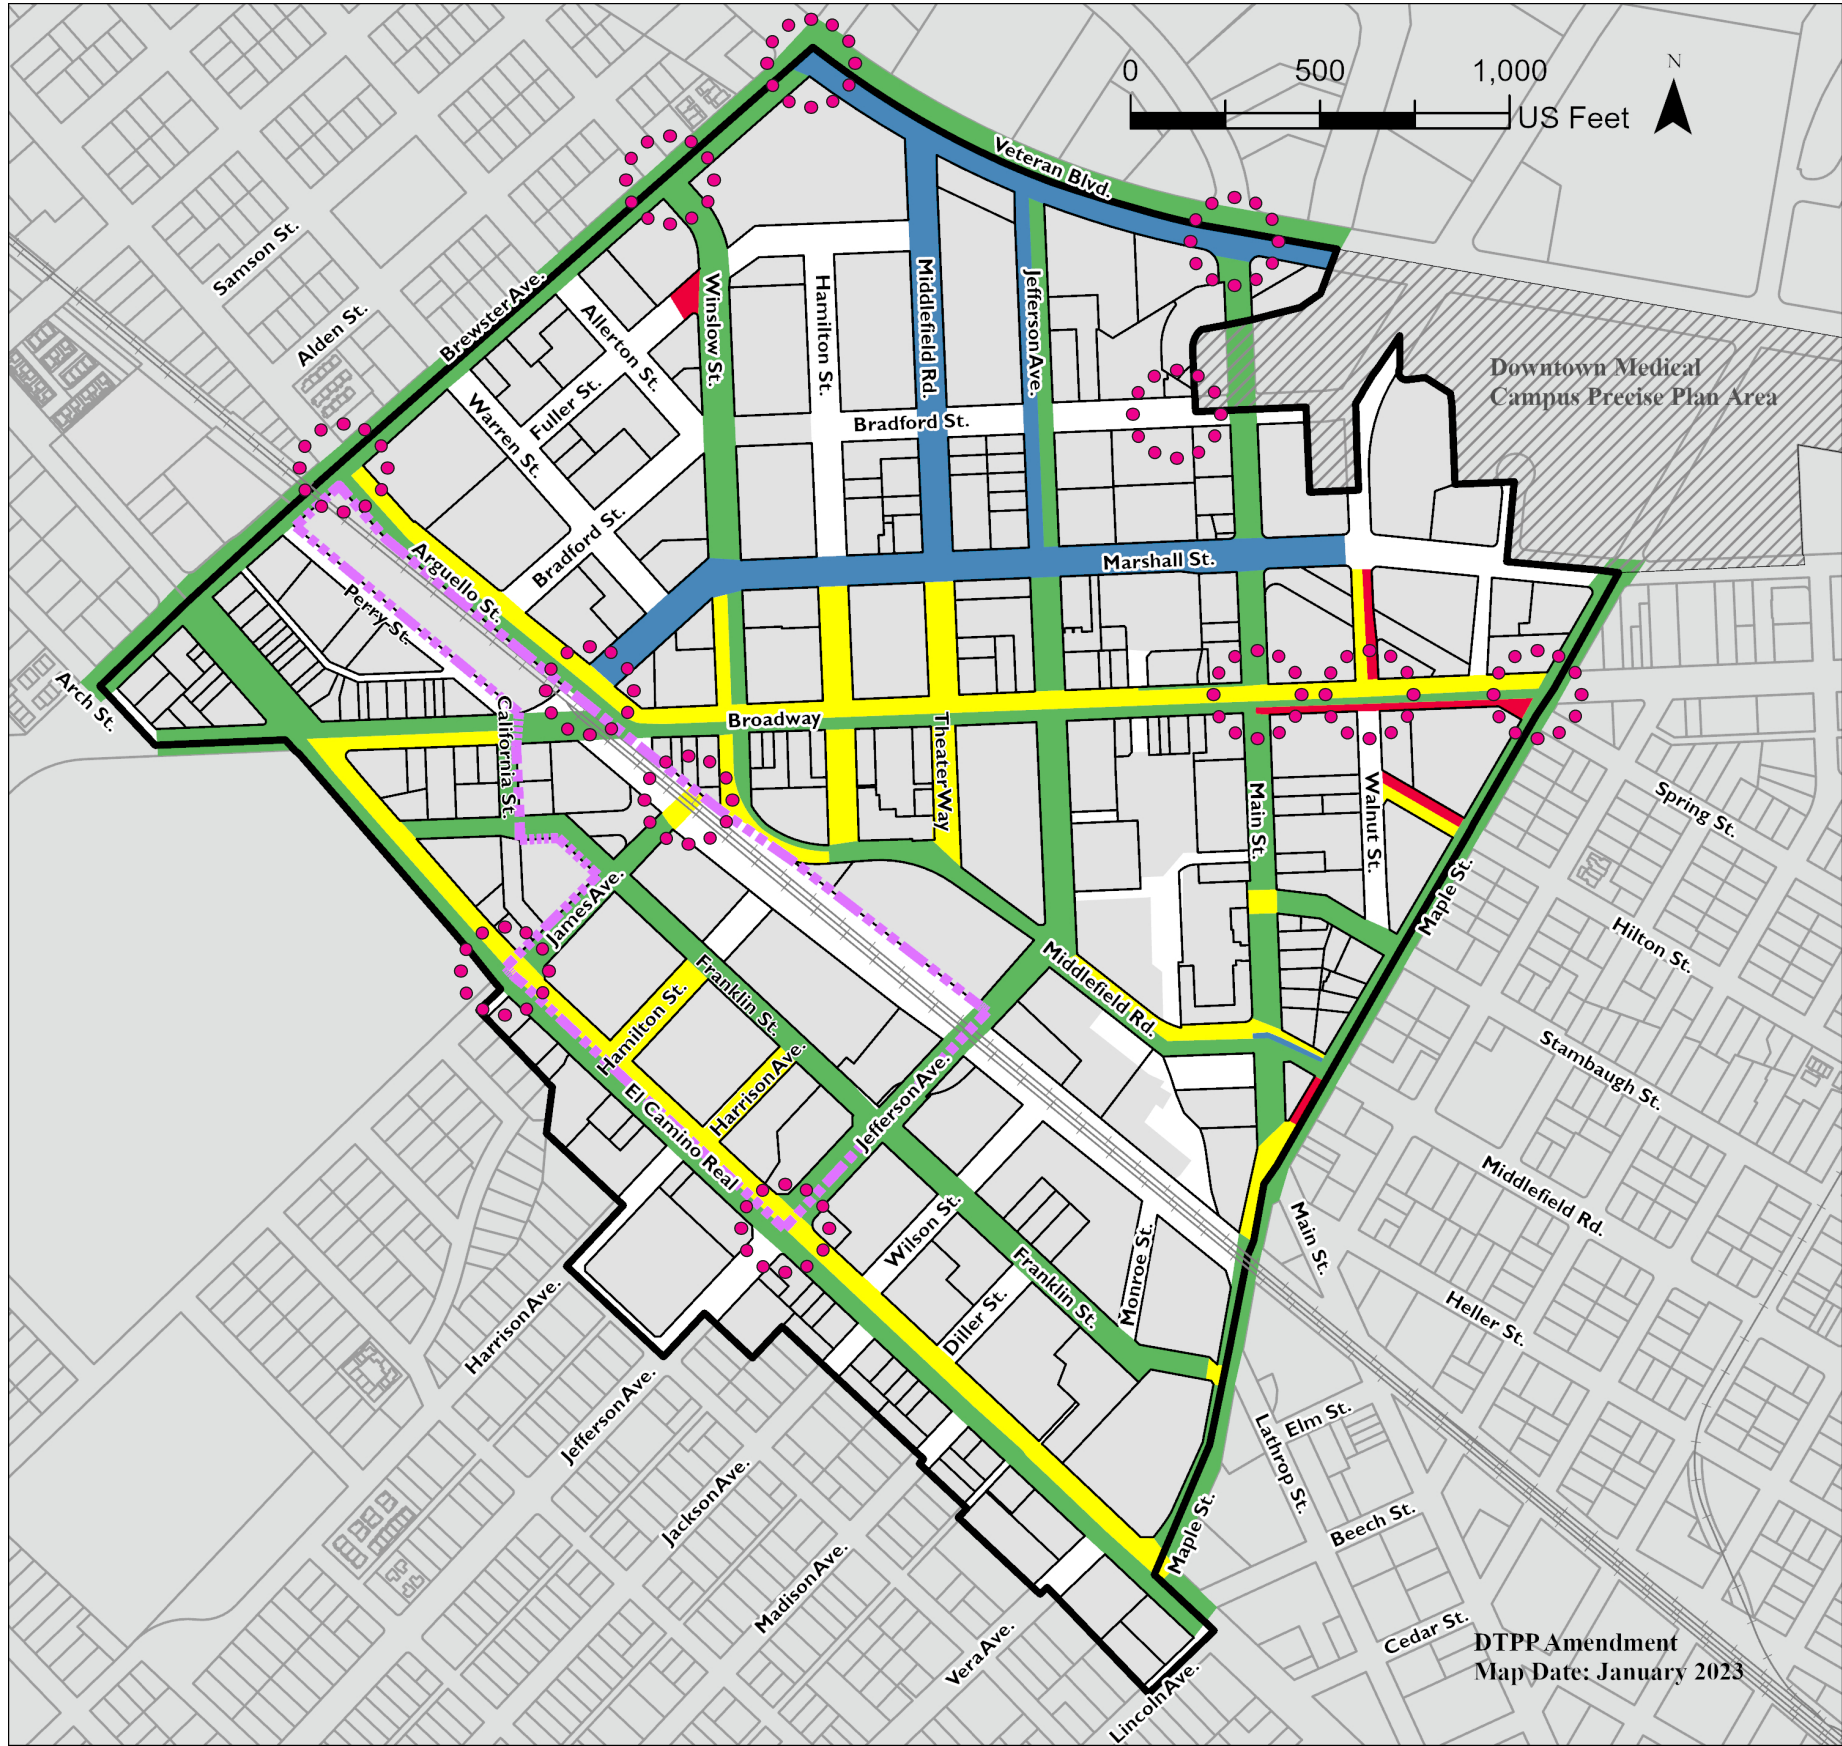 0 500 1,000
US Feet
N
Veteran Blvd.
Samson St.
Alden St.
Brewster Ave.
Allerton St.
Fuller St.
Warren St.
Winslow St.
Hamilton St.
Middlefield Rd.
Jefferson Ave.
Bradford St.
Downtown Medical
Campus Precise Plan Area
Bradford St.
Marshall St.
Arguello St.
Perry St.
Arch St.
California St.
Broadway
Theater Way
Main St.
Walnut St.
Spring St.
Maple St.
Hilton St.
James Ave.
Franklin St.
Hamilton St.
Harrison Ave.
Middlefield Rd.
Jefferson Ave.
El Camino Real
Stambaugh St.
Middlefield Rd.
Main St.
Wilson St.
Monroe St.
Franklin St.
Diller St.
Heller St.
Harrison Ave.
Jefferson Ave.
Jackson Ave.
Madison Ave.
Vera Ave.
Lincoln Ave.
Lathrop St.
Elm St.
Maple St.
Beech St.
Cedar St.
DTPP Amendment
Map Date: January 2023